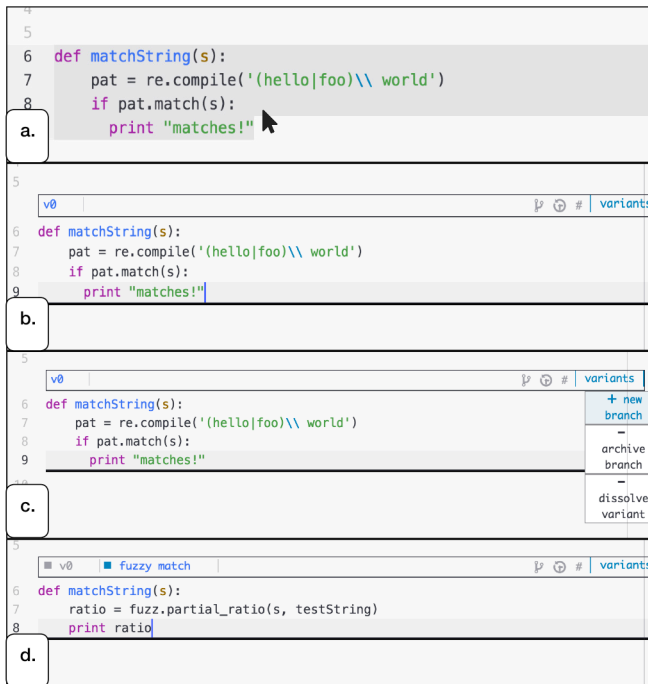 4
5
6 def matchString(s):
7 pat = re.compile('(hello|foo)\\ world')
8 if pat.match(s):
print "matches!"
a.
5
v0 # variants
6 def matchString(s):
7 pat = re.compile('(hello|foo)\\ world')
8 if pat.match(s):
9 print "matches!"
b.
5
v0 # variants
+ new
branch
6 def matchString(s):
7 pat = re.compile('(hello|foo)\\ world')
8 if pat.match(s):
9 print "matches!"
−
archive
branch
−
dissolve
variant
10
c.
5
v0 fuzzy match # variants
6 def matchString(s):
7 ratio = fuzz.partial_ratio(s, testString)
8 print ratio
d.